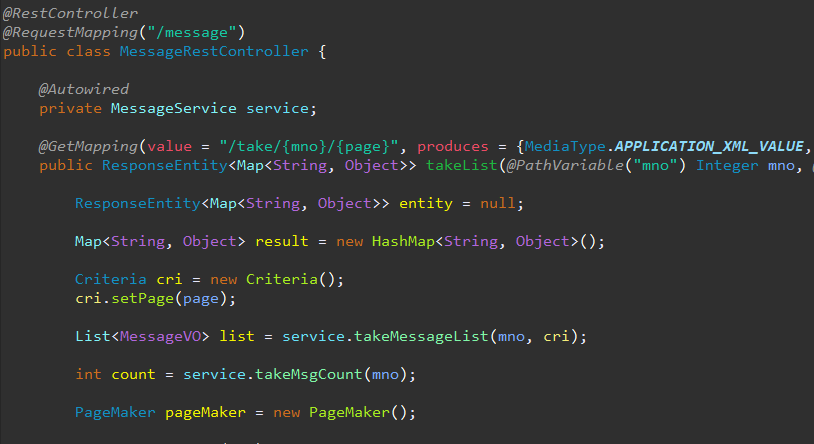 @RestController
@RequestMapping("/message")
public class MessageRestController {
@Autowired
private MessageService service;
@GetMapping(value = "/take/{mno}/{page}", produces = {MediaType.APPLICATION_XML_VALUE,
public ResponseEntity<Map<String, Object>> takeList(@PathVariable("mno") Integer mno,
ResponseEntity<Map<String, Object>> entity = null;
Map<String, Object> result = new HashMap<String, Object>();
Criteria cri = new Criteria();
cri.setPage(page);
List<MessageVO> list = service.takeMessageList(mno, cri);
int count = service.takeMsgCount(mno);
PageMaker pageMaker = new PageMaker();